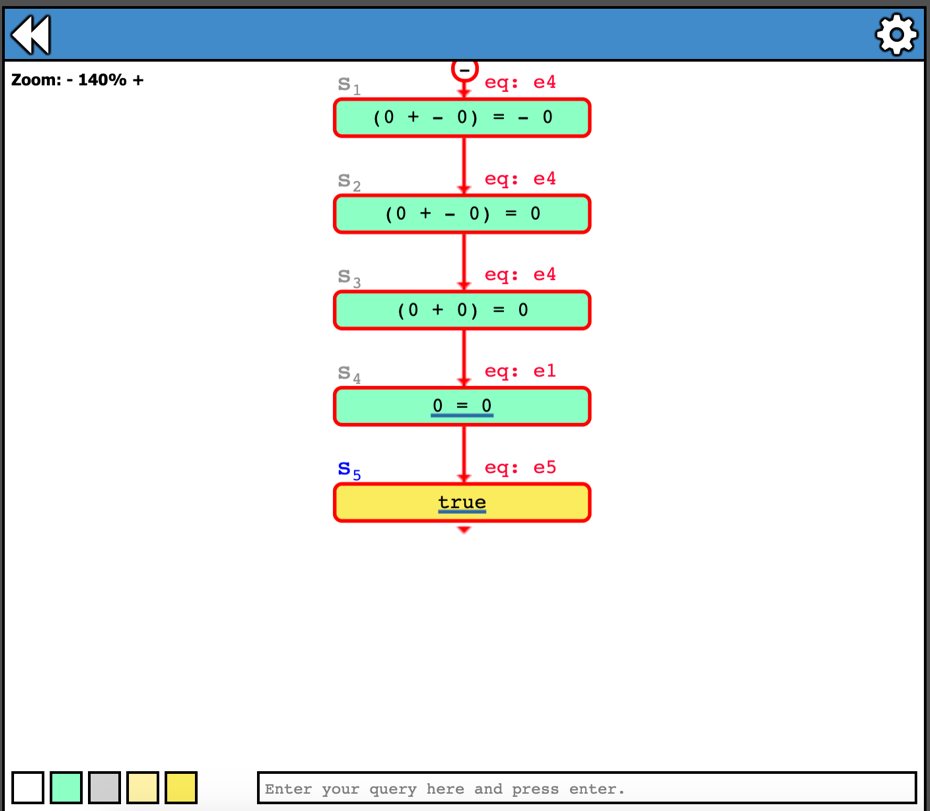 Zoom: - 140% +
−
S1 eq: e4
(0 + - 0) = - 0
S2 eq: e4
(0 + - 0) = 0
S3 eq: e4
(0 + 0) = 0
S4 eq: e1
0 = 0
S5 eq: e5
true
Enter your query here and press enter.